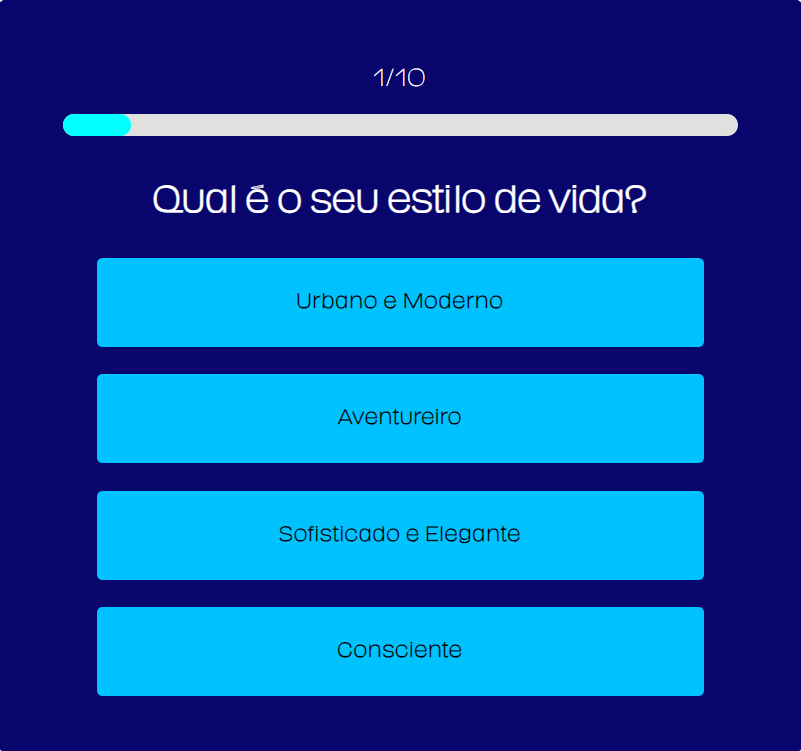 1/10
Qual é o seu estilo de vida?
Urbano e Moderno
Aventureiro
Sofisticado e Elegante
Consciente